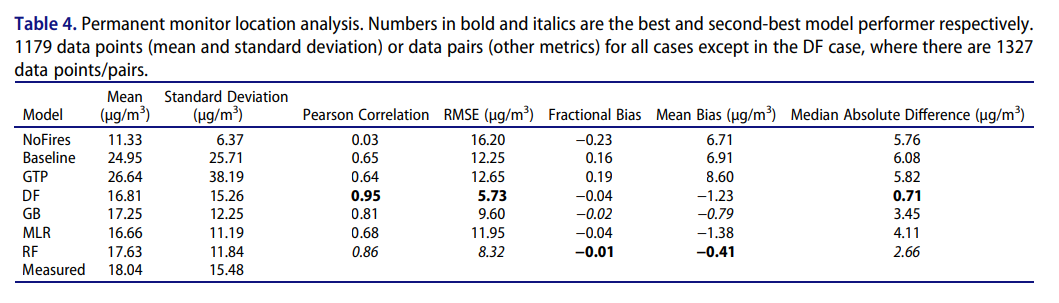 Table 4. Permanent monitor location analysis. Numbers in bold and italics are the best and second-best model performer respectively.
1179 data points (mean and standard deviation) or data pairs (other metrics) for all cases except in the DF case, where there are 1327
data points/pairs.
Mean Standard Deviation
Model (μg/m³) (μg/m³) Pearson Correlation RMSE (μg/m³) Fractional Bias Mean Bias (μg/m³) Median Absolute Difference (μg/m³)
NoFires 11.33 6.37 0.03 16.20 −0.23 6.71 5.76
Baseline 24.95 25.71 0.65 12.25 0.16 6.91 6.08
GTP 26.64 38.19 0.64 12.65 0.19 8.60 5.82
DF 16.81 15.26 0.95 5.73 −0.04 −1.23 0.71
GB 17.25 12.25 0.81 9.60 −0.02 −0.79 3.45
MLR 16.66 11.19 0.68 11.95 −0.04 −1.38 4.11
RF 17.63 11.84 0.86 8.32 −0.01 −0.41 2.66
Measured 18.04 15.48